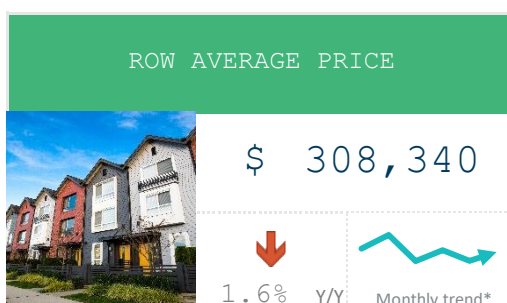 ROW AVERAGE PRICE
$ 308,340
1.6% Y/Y
Monthly trend*